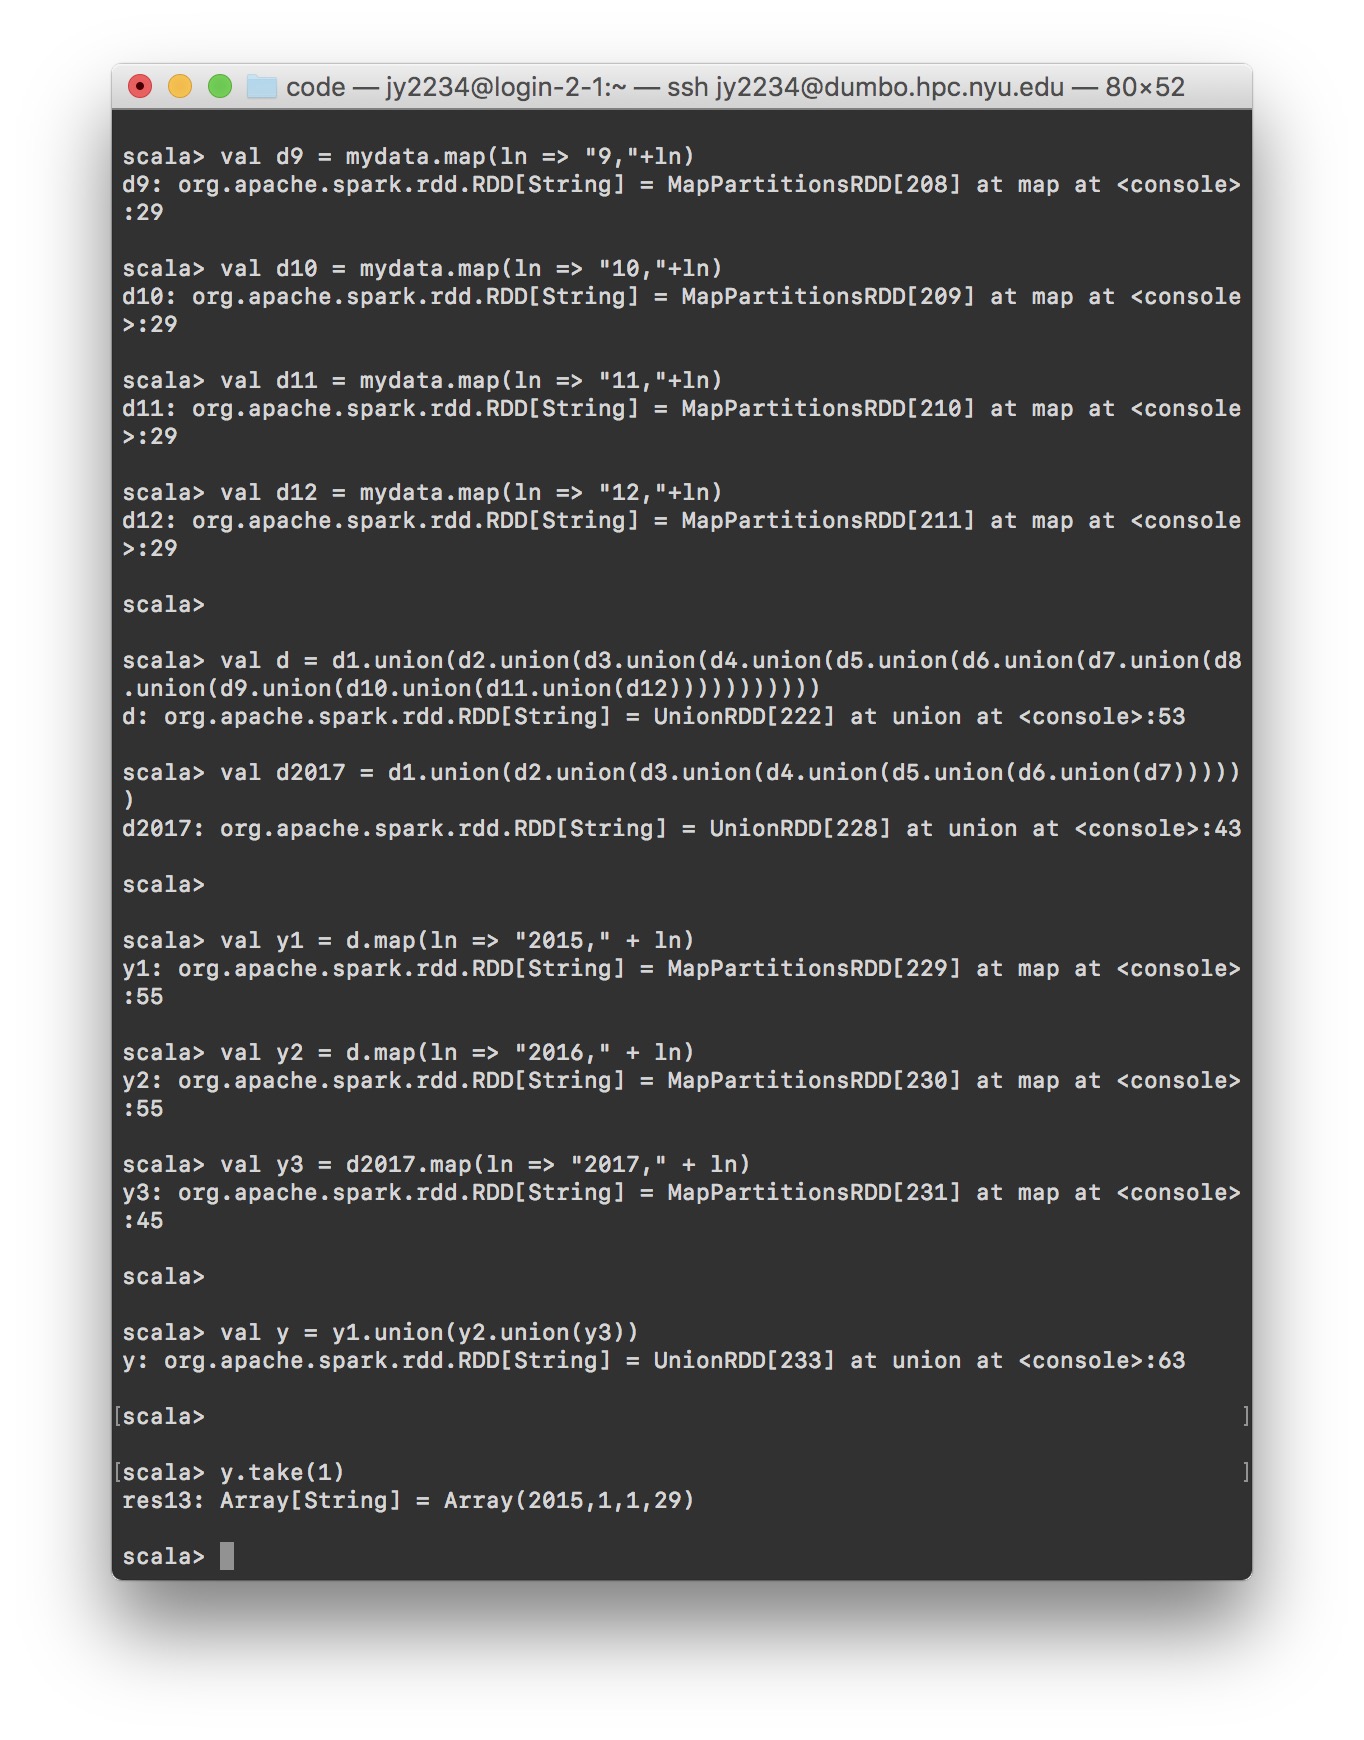 code — jy2234@login-2-1:~ — ssh jy2234@dumbo.hpc.nyu.edu — 80×52
scala> val d9 = mydata.map(ln => "9,"+ln)
d9: org.apache.spark.rdd.RDD[String] = MapPartitionsRDD[208] at map at <console>
:29
scala> val d10 = mydata.map(ln => "10,"+ln)
d10: org.apache.spark.rdd.RDD[String] = MapPartitionsRDD[209] at map at <console
>:29
scala> val d11 = mydata.map(ln => "11,"+ln)
d11: org.apache.spark.rdd.RDD[String] = MapPartitionsRDD[210] at map at <console
>:29
scala> val d12 = mydata.map(ln => "12,"+ln)
d12: org.apache.spark.rdd.RDD[String] = MapPartitionsRDD[211] at map at <console
>:29
scala>
scala> val d = d1.union(d2.union(d3.union(d4.union(d5.union(d6.union(d7.union(d8
.union(d9.union(d10.union(d11.union(d12)))))))))))
d: org.apache.spark.rdd.RDD[String] = UnionRDD[222] at union at <console>:53
scala> val d2017 = d1.union(d2.union(d3.union(d4.union(d5.union(d6.union(d7)))))
)
d2017: org.apache.spark.rdd.RDD[String] = UnionRDD[228] at union at <console>:43
scala>
scala> val y1 = d.map(ln => "2015," + ln)
y1: org.apache.spark.rdd.RDD[String] = MapPartitionsRDD[229] at map at <console>
:55
scala> val y2 = d.map(ln => "2016," + ln)
y2: org.apache.spark.rdd.RDD[String] = MapPartitionsRDD[230] at map at <console>
:55
scala> val y3 = d2017.map(ln => "2017," + ln)
y3: org.apache.spark.rdd.RDD[String] = MapPartitionsRDD[231] at map at <console>
:45
scala>
scala> val y = y1.union(y2.union(y3))
y: org.apache.spark.rdd.RDD[String] = UnionRDD[233] at union at <console>:63
[scala> ]
[scala> y.take(1) ]
res13: Array[String] = Array(2015,1,1,29)
scala>